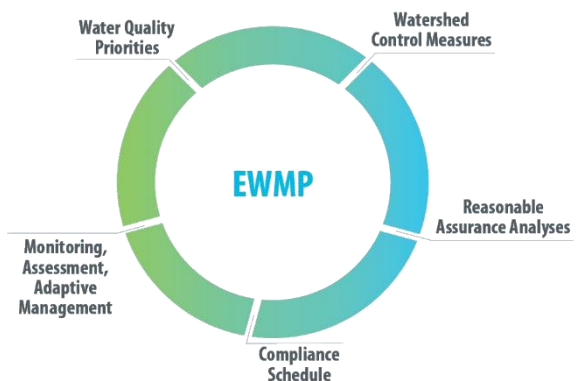 Water Quality
Priorities
Watershed
Control Measures
EWMP
Reasonable
Assurance Analyses
Monitoring,
Assessment,
Adaptive
Management
Compliance
Schedule